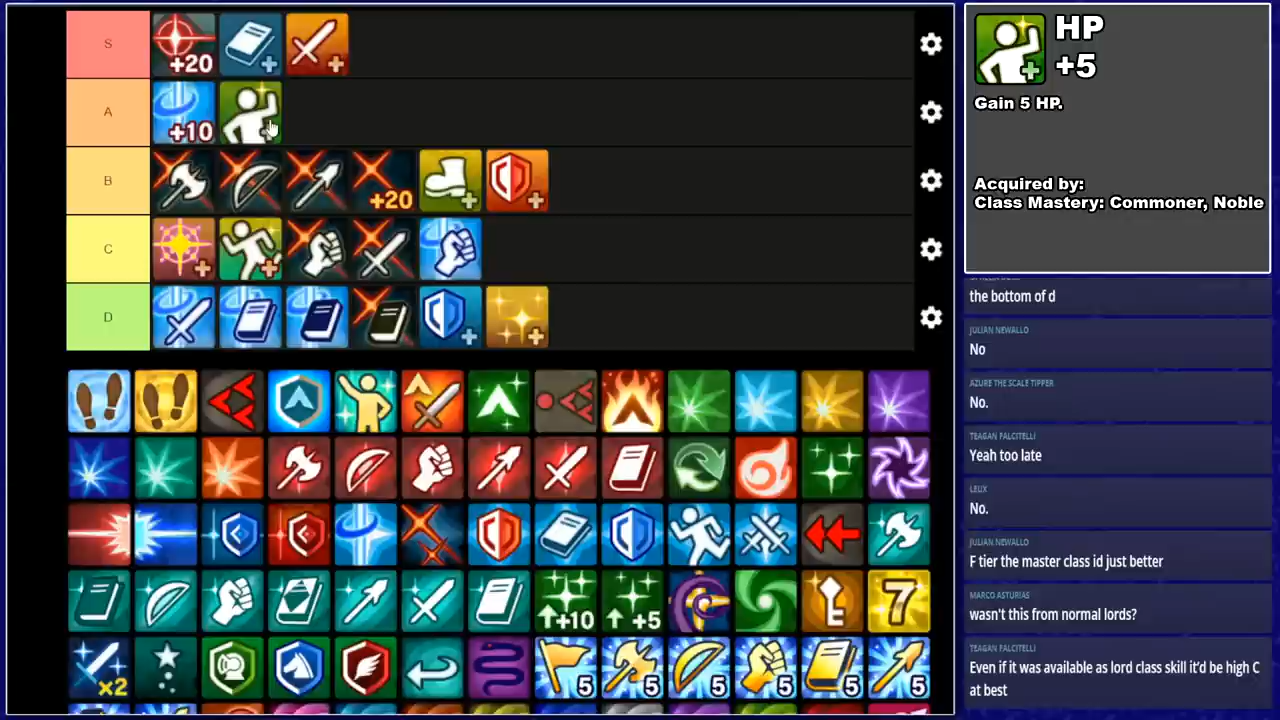 S
+20
A
+10
B
+20
C
D
HP
+5
Gain 5 HP.
Acquired by:
Class Mastery: Commoner, Noble
the bottom of d
JULIAN NEWALLO
No
AZURE THE SCALE TIPPER
No.
TEAGAN FALCITELLI
Yeah too late
LEUX
No.
JULIAN NEWALLO
F tier the master class id just better
MARCO ASTURIAS
wasn't this from normal lords?
TEAGAN FALCITELLI
Even if it was available as lord class skill it'd be high C
at best
+10
+5
7
x2
5
5
5
5
5
5